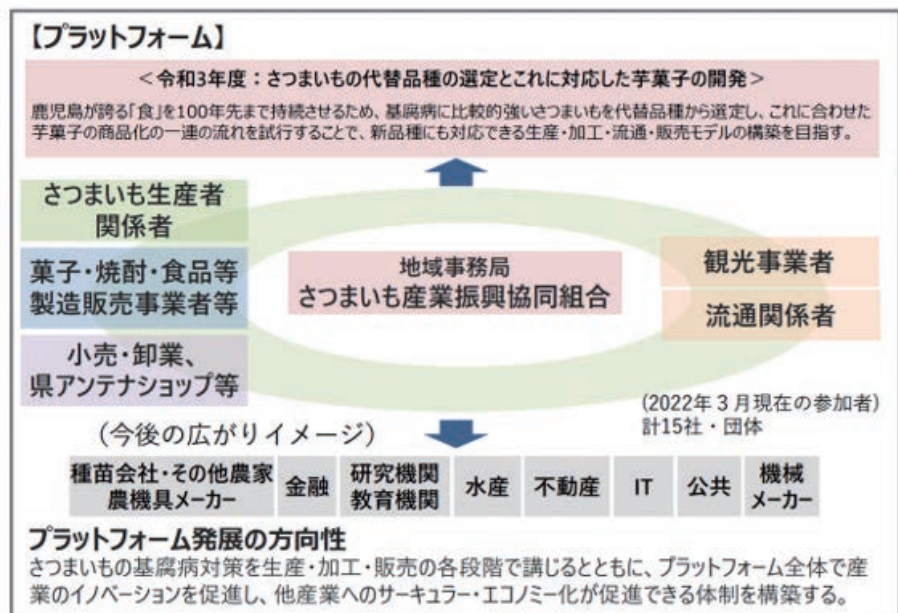 【プラットフォーム】
＜令和3年度：さつまいもの代替品種の選定とこれに対応した芋菓子の開発＞
鹿児島が誇る「食」を100年先まで持続させるため、基腐病に比較的強いさつまいもを代替品種から選定し、これに合わせた
芋菓子の商品化の一連の流れを試行することで、新品種にも対応できる生産・加工・流通・販売モデルの構築を目指す。
さつまいも生産者
関係者
菓子・焼酎・食品等
製造販売事業者等
小売・卸業、
県アンテナショップ等
地域事務局
さつまいも産業振興協同組合
観光事業者
流通関係者
(2022年３月現在の参加者)
計15社・団体
（今後の広がりイメージ）
種苗会社・その他農家
農機具メーカー
金融
研究機関
教育機関
水産
不動産
IT
公共
機械
メーカー
プラットフォーム発展の方向性
さつまいもの基腐病対策を生産・加工・販売の各段階で講じるとともに、プラットフォーム全体で産
業のイノベーションを促進し、他産業へのサーキュラー・エコノミー化が促進できる体制を構築する。